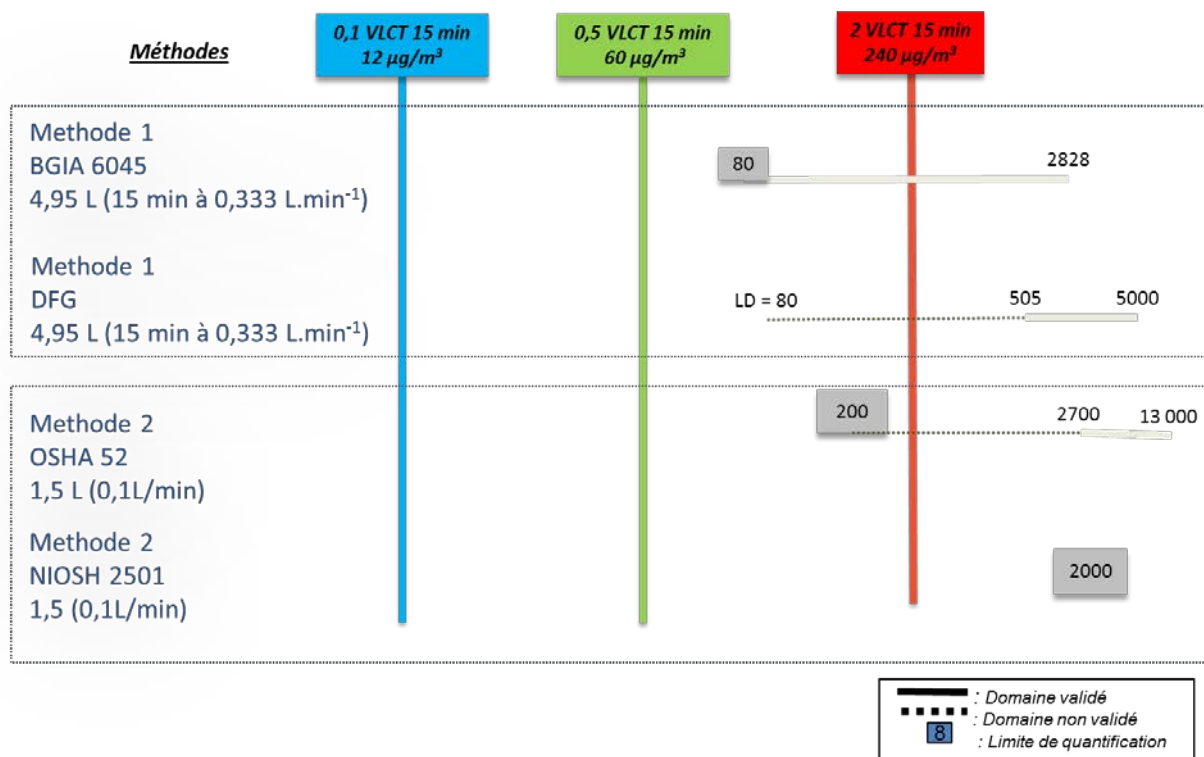 Méthodes
0,1 VLCT 15 min
12 µg/m³
0,5 VLCT 15 min
60 µg/m³
2 VLCT 15 min
240 µg/m³
Methode 1
BGIA 6045
4,95 L (15 min à 0,333 L.min⁻¹)
80
2828
Methode 1
DFG
4,95 L (15 min à 0,333 L.min⁻¹)
LD = 80
505
5000
Methode 2
OSHA 52
1,5 L (0,1L/min)
200
2700
13 000
Methode 2
NIOSH 2501
1,5 (0,1L/min)
2000
: Domaine validé
: Domaine non validé
8
: Limite de quantification